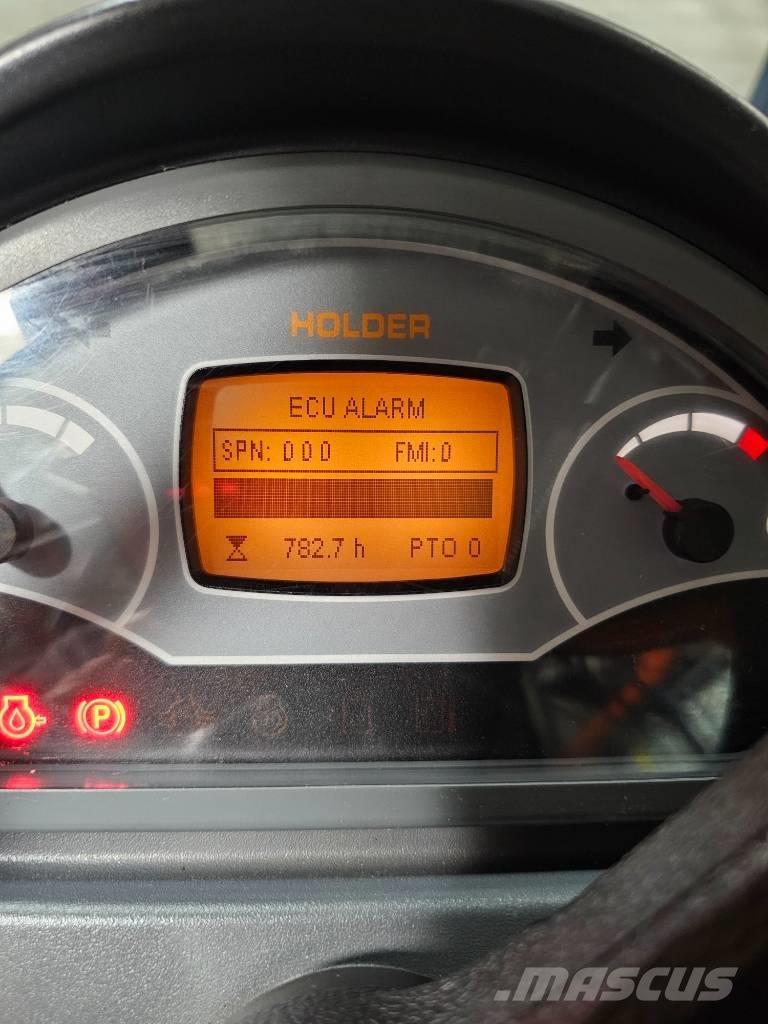 HOLDER
ECU ALARM
SPN: 0 0 0 FMI:0
782.7 h PTO 0
P
MASCUS